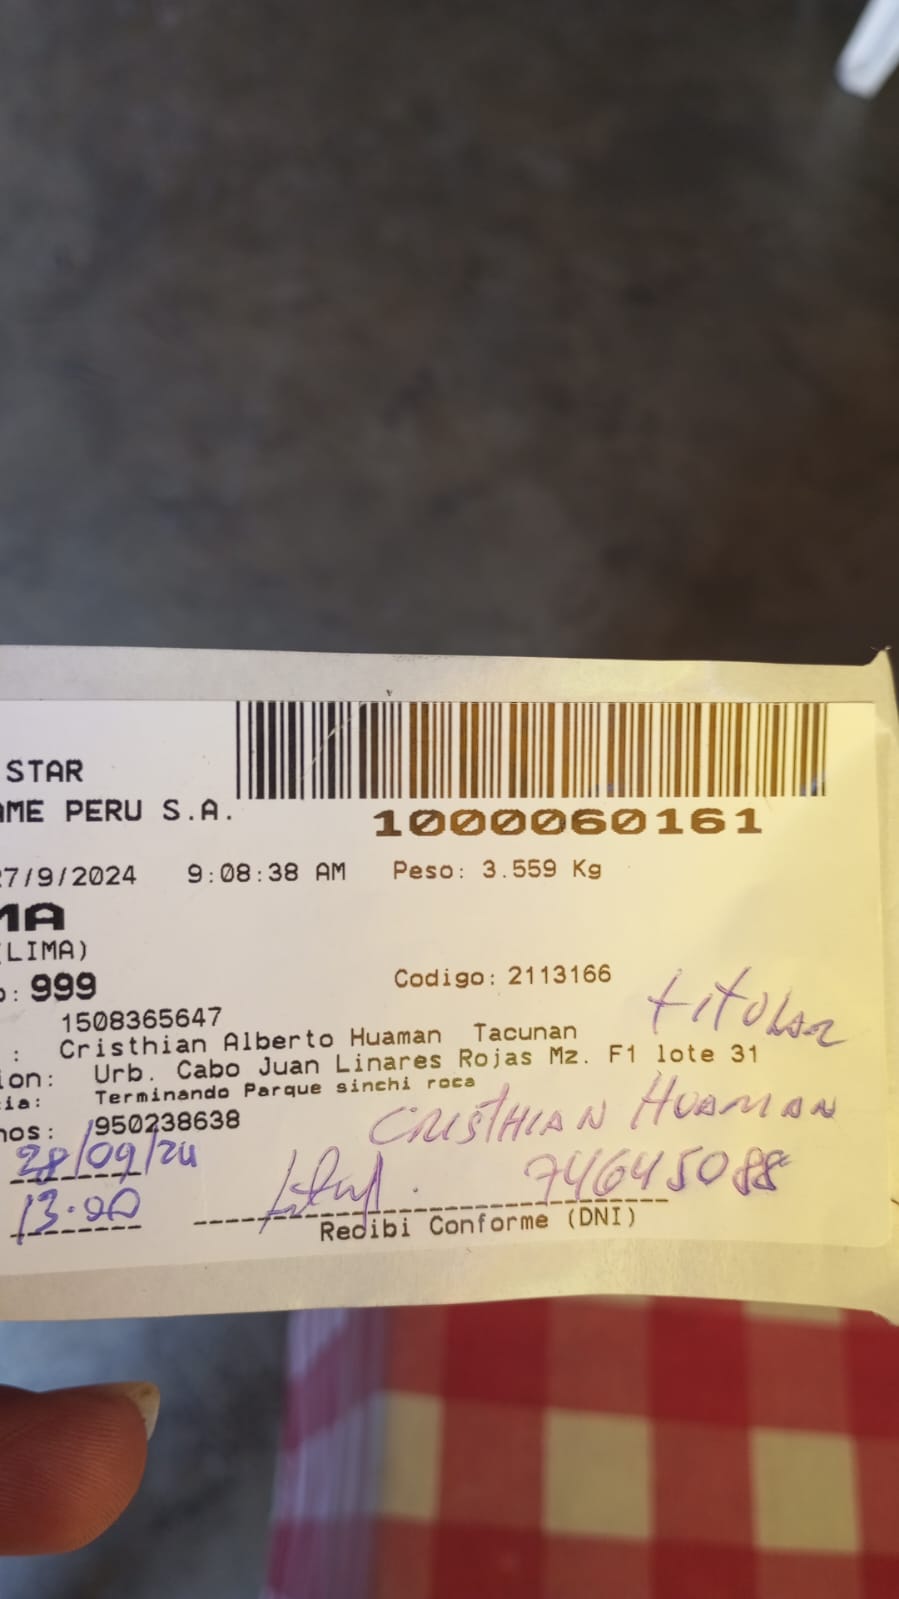 STAR
AME PERU S.A.
1000060161
27/9/2024 9:08:38 AM Peso: 3.559 Kg
MA
(LIMA)
o: 999 Codigo: 2113166
1508365647 titular
: Cristhian Alberto Huaman Tacunan
ion: Urb. Cabo Juan Linares Rojas Mz. F1 lote 31
ia: Terminando Parque sinchi roca
nos: 950238638 CRISTHIAN HUAMAN
28/09/24 74645088
13:00
Recibi Conforme (DNI)